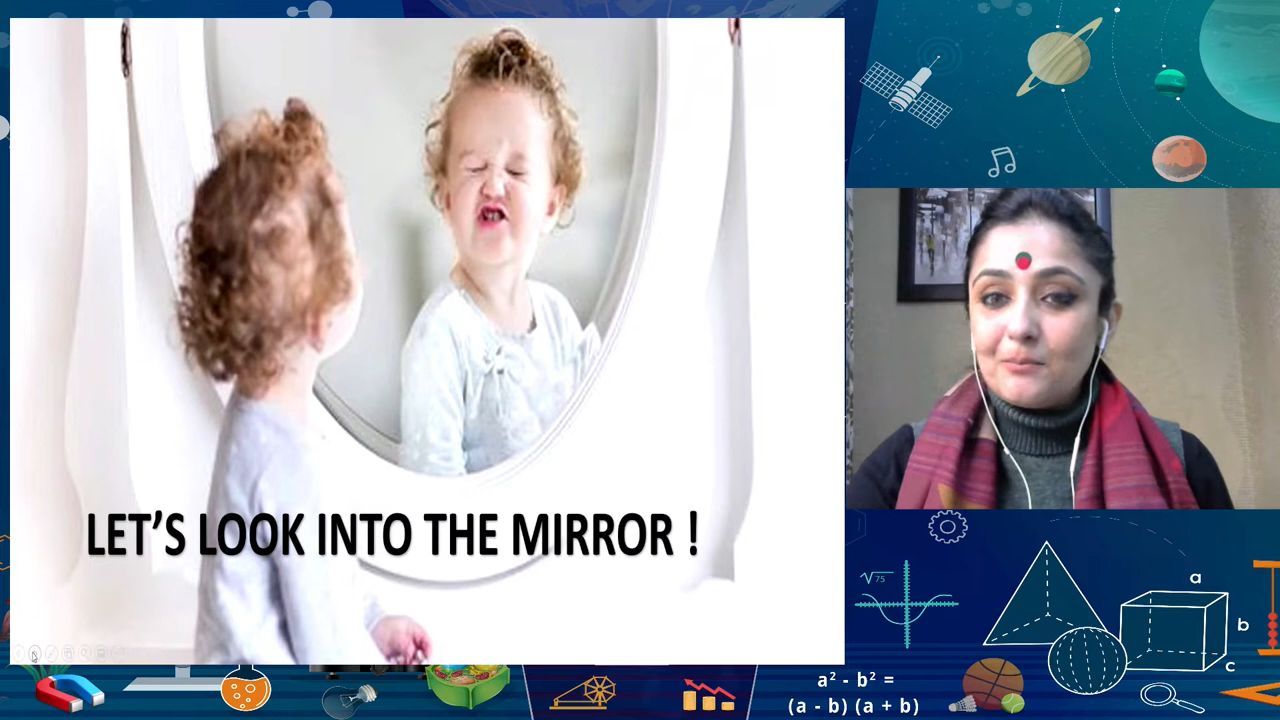 LET'S LOOK INTO THE MIRROR !
√75
a
b
c
a² - b² =
(a - b) (a + b)